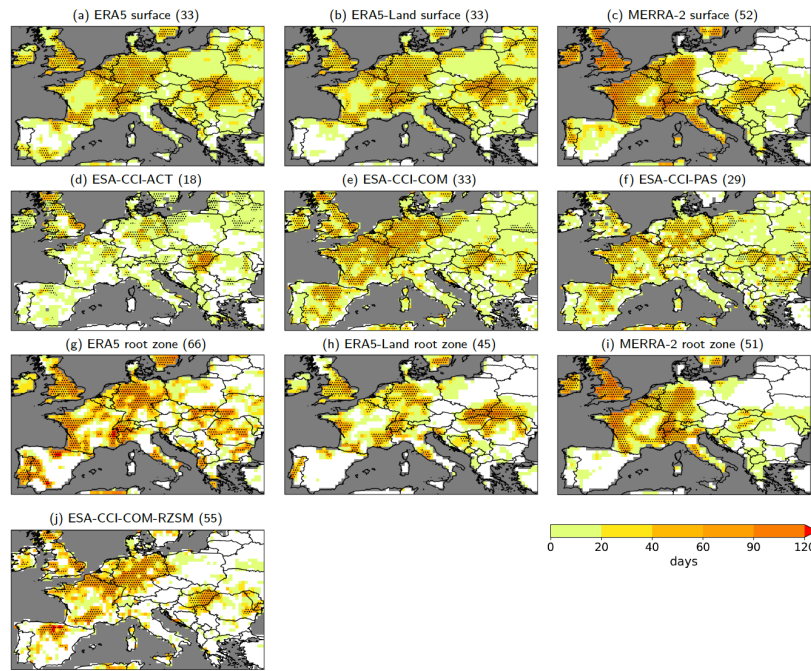 (a) ERA5 surface (33)
(b) ERA5-Land surface (33)
(c) MERRA-2 surface (52)
(d) ESA-CCI-ACT (18)
(e) ESA-CCI-COM (33)
(f) ESA-CCI-PAS (29)
(g) ERA5 root zone (66)
(h) ERA5-Land root zone (45)
(i) MERRA-2 root zone (51)
(j) ESA-CCI-COM-RZSM (55)
0 20 40 60 90 120
days